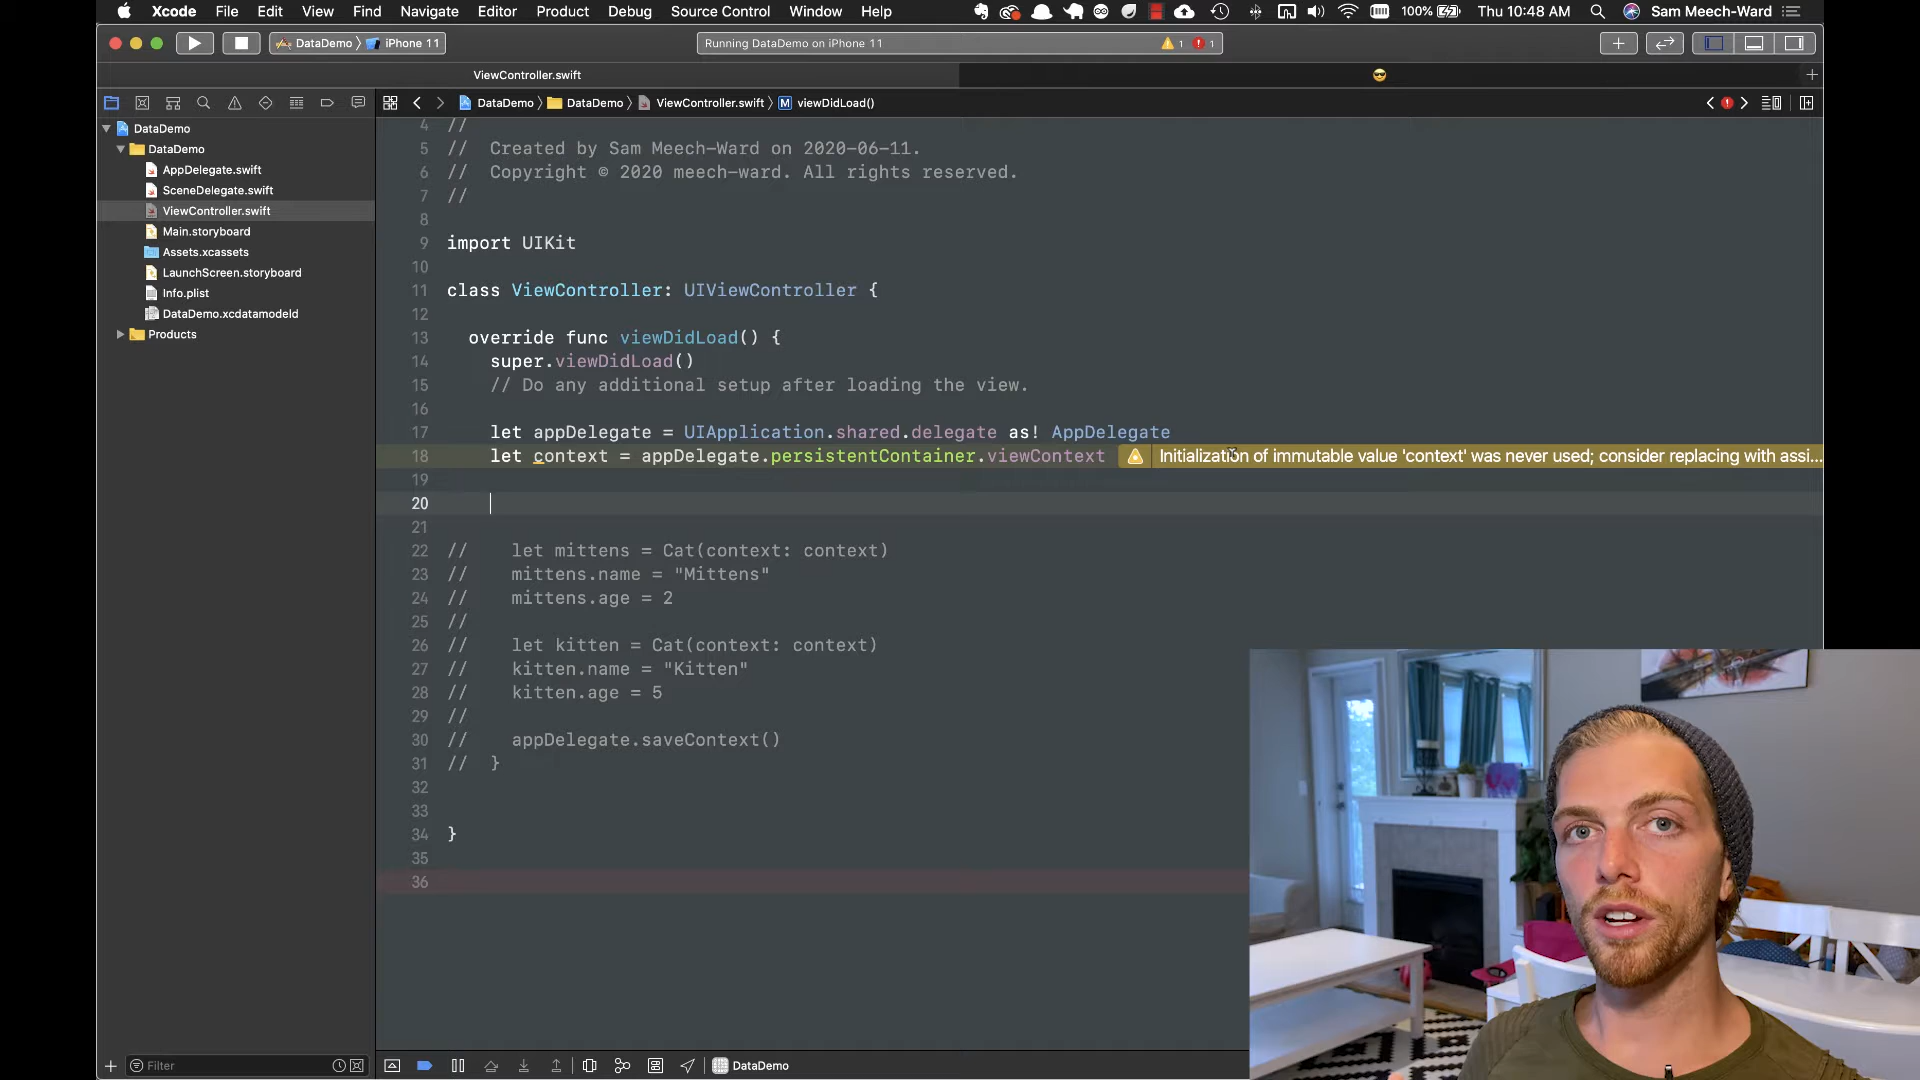 Xcode File Edit View Find Navigate Editor Product Debug Source Control Window Help 100% Thu 10:48 AM Sam Meech-Ward
DataDemo iPhone 11 Running DataDemo on iPhone 11 1 1
ViewController.swift
DataDemo DataDemo ViewController.swift M viewDidLoad()
DataDemo
DataDemo
AppDelegate.swift
SceneDelegate.swift
ViewController.swift
Main.storyboard
Assets.xcassets
LaunchScreen.storyboard
Info.plist
DataDemo.xcdatamodeld
Products
4 //
5 // Created by Sam Meech-Ward on 2020-06-11.
6 // Copyright © 2020 meech-ward. All rights reserved.
7 //
8
9 import UIKit
10
11 class ViewController: UIViewController {
12
13 override func viewDidLoad() {
14 super.viewDidLoad()
15 // Do any additional setup after loading the view.
16
17 let appDelegate = UIApplication.shared.delegate as! AppDelegate
18 let context = appDelegate.persistentContainer.viewContext Initialization of immutable value 'context' was never used; consider replacing with assi...
19
20
21
22 // let mittens = Cat(context: context)
23 // mittens.name = "Mittens"
24 // mittens.age = 2
25 //
26 // let kitten = Cat(context: context)
27 // kitten.name = "Kitten"
28 // kitten.age = 5
29 //
30 // appDelegate.saveContext()
31 // }
32
33
34 }
35
36
Filter DataDemo